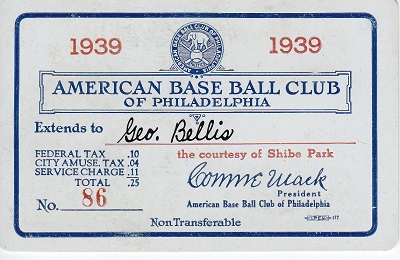 1939
1939
AMERICAN BASE BALL CLUB
OF PHILADELPHIA
Extends to Geo. Bellis
the courtesy of Shibe Park
FEDERAL TAX .10
CITY AMUSE. TAX .04
SERVICE CHARGE .11
TOTAL .25
No. 86
Connie Mack
President
American Base Ball Club of Philadelphia
Non Transferable